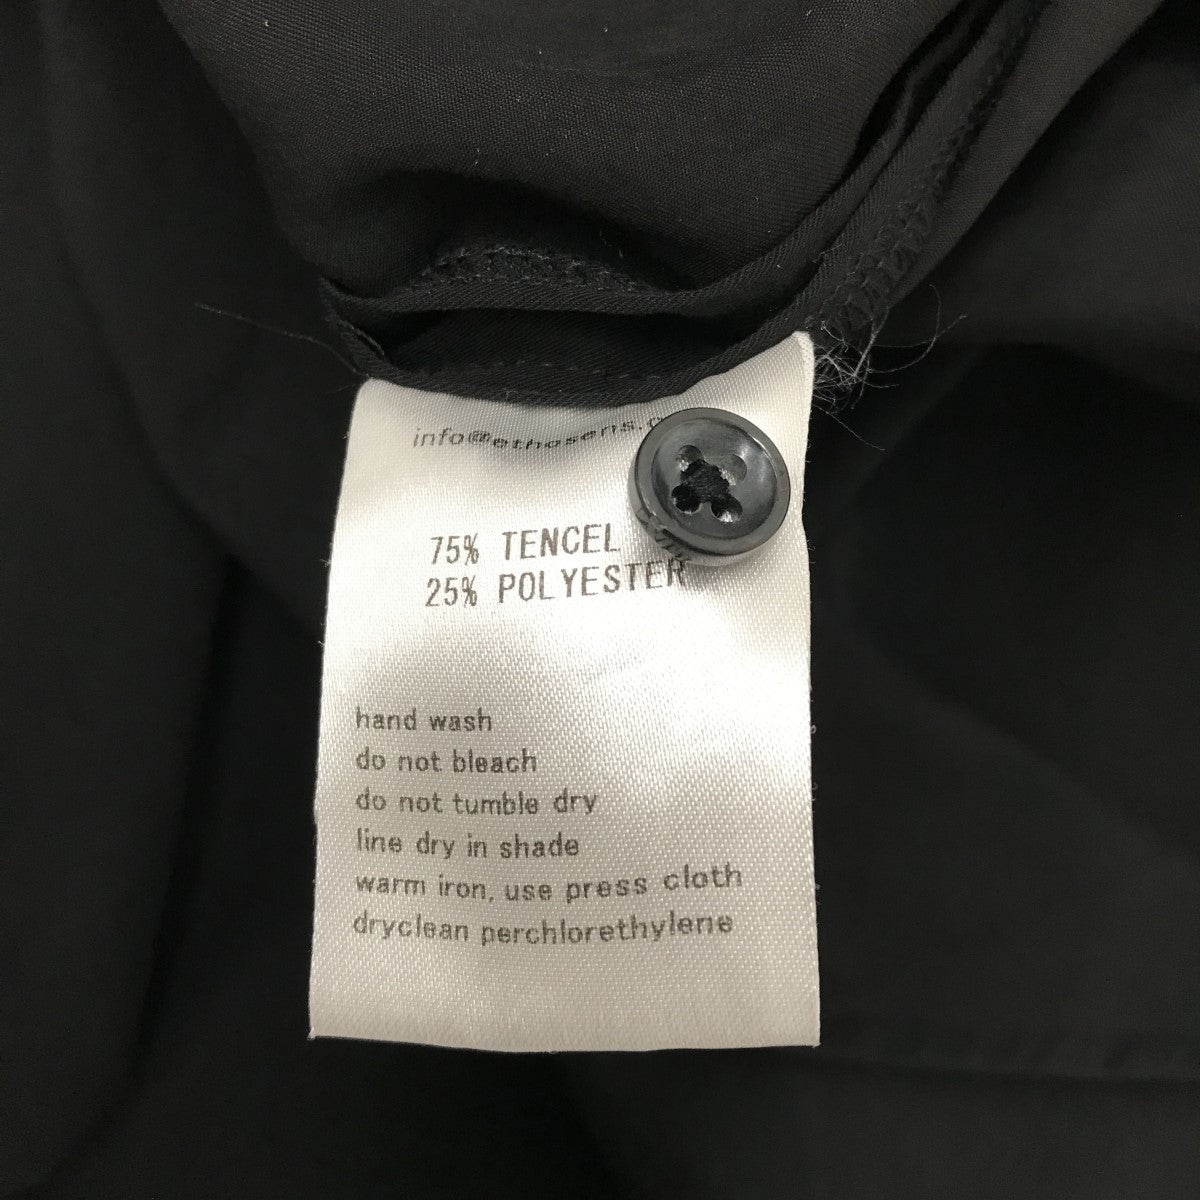 info@ethosens.
75% TENCEL
25% POLYESTER
hand wash
do not bleach
do not tumble dry
line dry in shade
warm iron, use press cloth
dryclean perchlorethylene